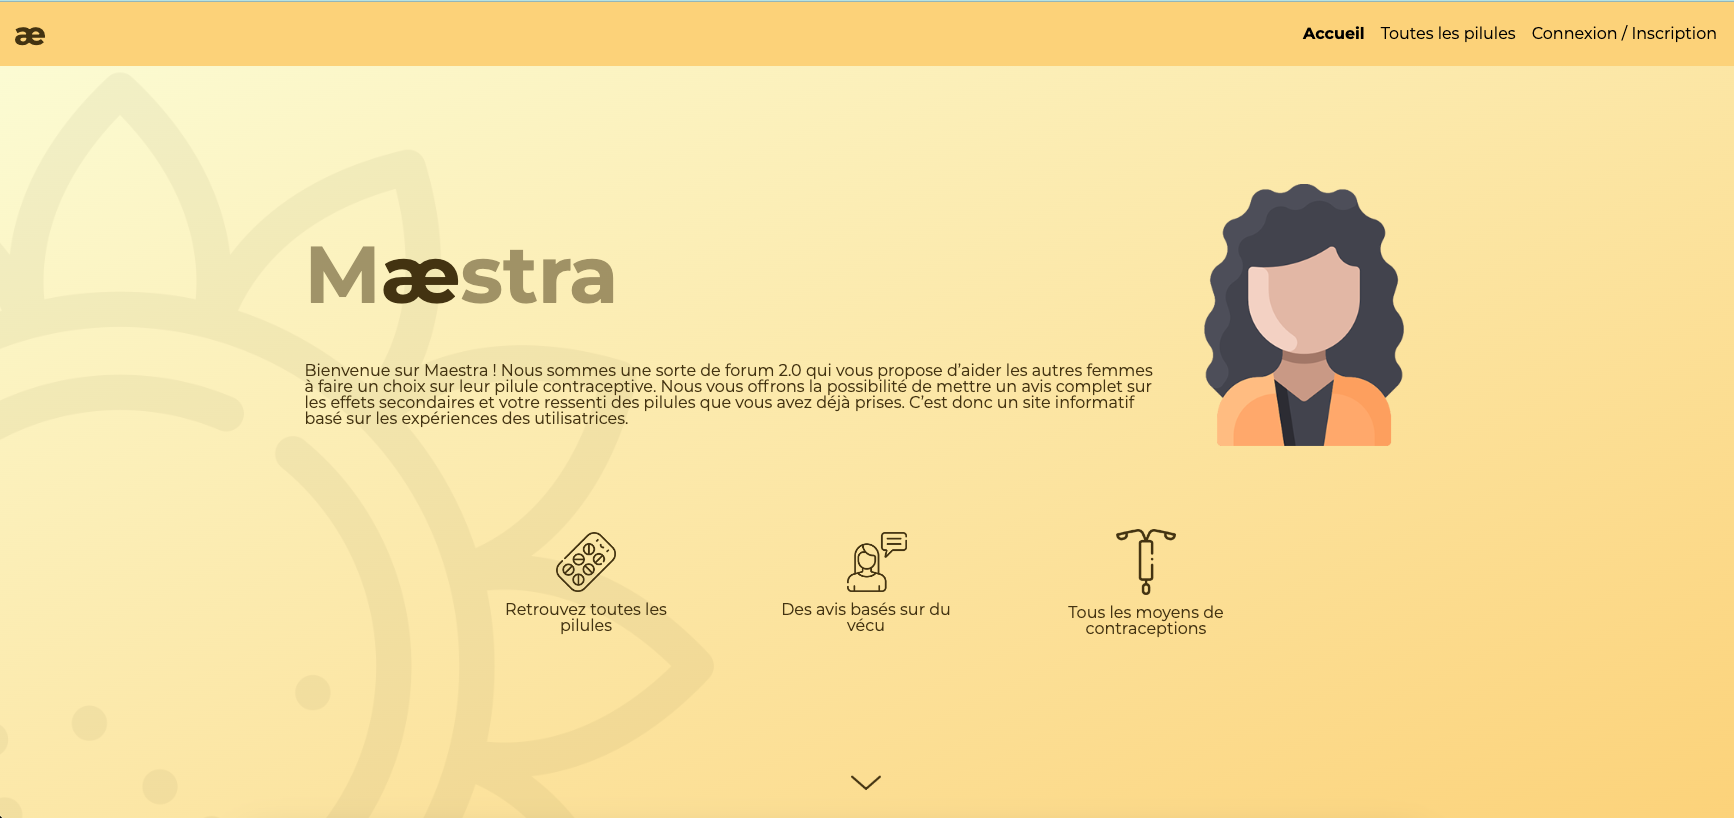 æ
Accueil Toutes les pilules Connexion / Inscription
Mæstra
Bienvenue sur Maestra ! Nous sommes une sorte de forum 2.0 qui vous propose d’aider les autres femmes
à faire un choix sur leur pilule contraceptive. Nous vous offrons la possibilité de mettre un avis complet sur
les effets secondaires et votre ressenti des pilules que vous avez déjà prises. C’est donc un site informatif
basé sur les expériences des utilisatrices.
Retrouvez toutes les
pilules
Des avis basés sur du
vécu
Tous les moyens de
contraceptions